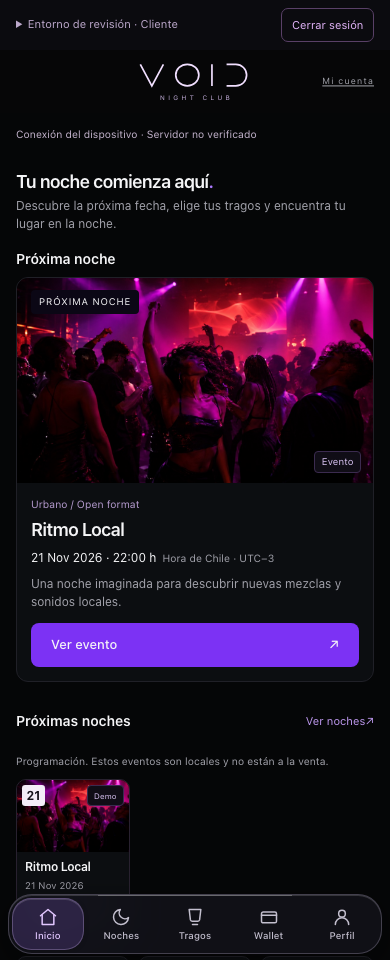 ▶ Entorno de revisión · Cliente
Cerrar sesión
VOID
NIGHT CLUB
Mi cuenta
Conexión del dispositivo · Servidor no verificado
Tu noche comienza aquí.
Descubre la próxima fecha, elige tus tragos y encuentra tu
lugar en la noche.
Próxima noche
PRÓXIMA NOCHE
Evento
Urbano / Open format
Ritmo Local
21 Nov 2026 · 22:00 h Hora de Chile · UTC−3
Una noche imaginada para descubrir nuevas mezclas y
sonidos locales.
Ver evento ↗
Próximas noches
Ver noches↗
Programación. Estos eventos son locales y no están a la venta.
21
Demo
Ritmo Local
21 Nov 2026
Inicio
Noches
Tragos
Wallet
Perfil